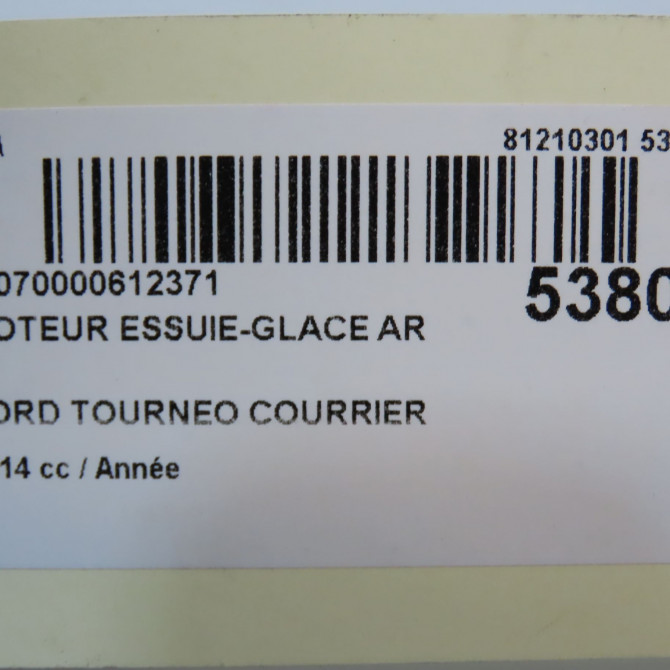 81210301 53
070000612371
5380
OTEUR ESSUIE-GLACE AR
ORD TOURNEO COURRIER
14 cc / Année